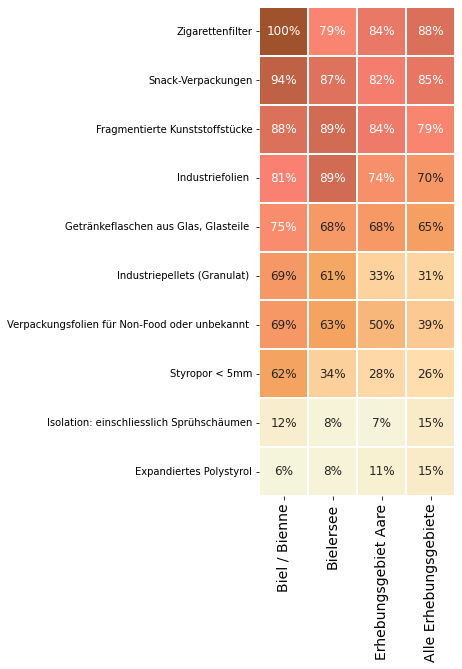 Zigarettenfilter 100% 79% 84% 88%
Snack-Verpackungen 94% 87% 82% 85%
Fragmentierte Kunststoffstücke 88% 89% 84% 79%
Industriefolien 81% 89% 74% 70%
Getränkeflaschen aus Glas, Glasteile 75% 68% 68% 65%
Industriepellets (Granulat) 69% 61% 33% 31%
Verpackungsfolien für Non-Food oder unbekannt 69% 63% 50% 39%
Styropor < 5mm 62% 34% 28% 26%
Isolation: einschliesslich Sprühschäumen 12% 8% 7% 15%
Expandiertes Polystyrol 6% 8% 11% 15%
Biel / Bienne
Bielersee
Erhebungsgebiet Aare
Alle Erhebungsgebiete